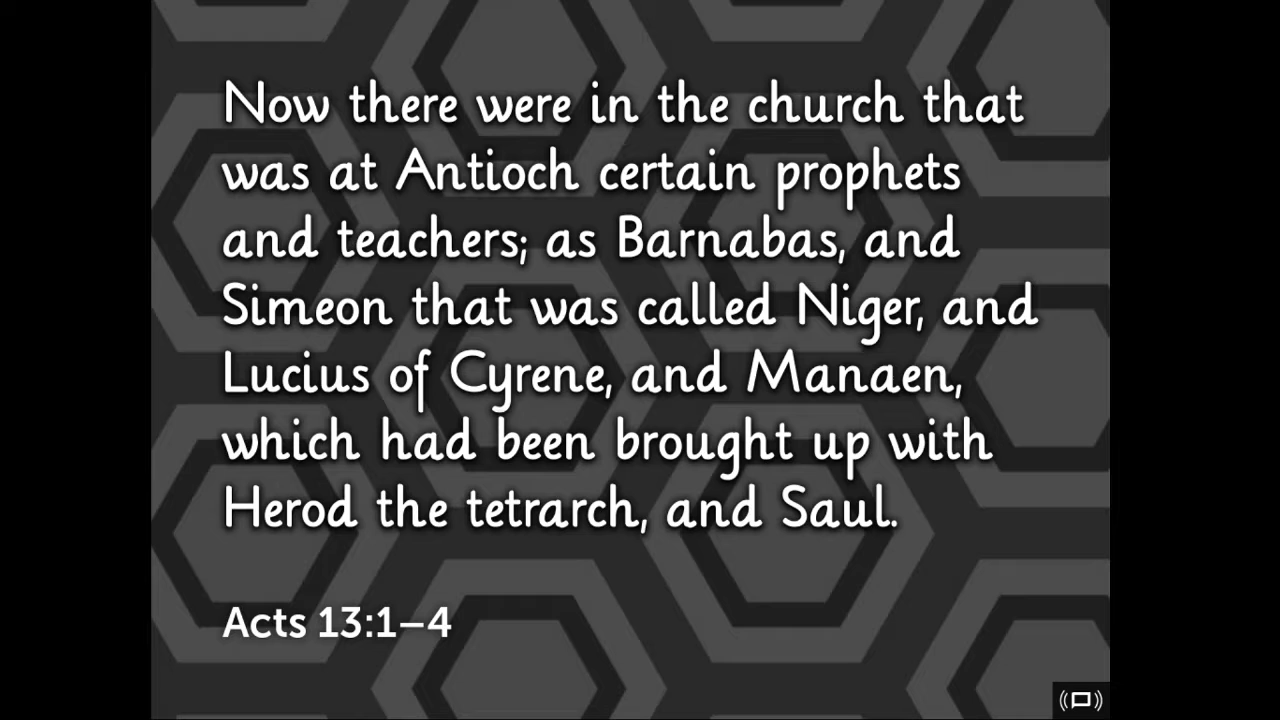 Now there were in the church that
was at Antioch certain prophets
and teachers; as Barnabas, and
Simeon that was called Niger, and
Lucius of Cyrene, and Manaen,
which had been brought up with
Herod the tetrarch, and Saul.
Acts 13:1–4